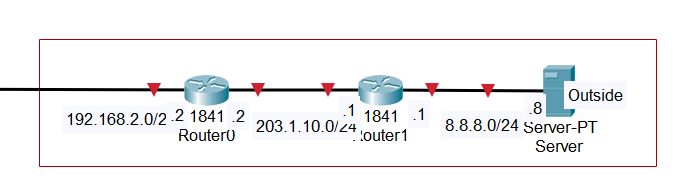 Outside
192.168.2.0/2
.2
1841
Router0
.2
203.1.10.0/24
.1
1841
outer1
.1
8.8.8.0/24
.8
Server-PT
Server